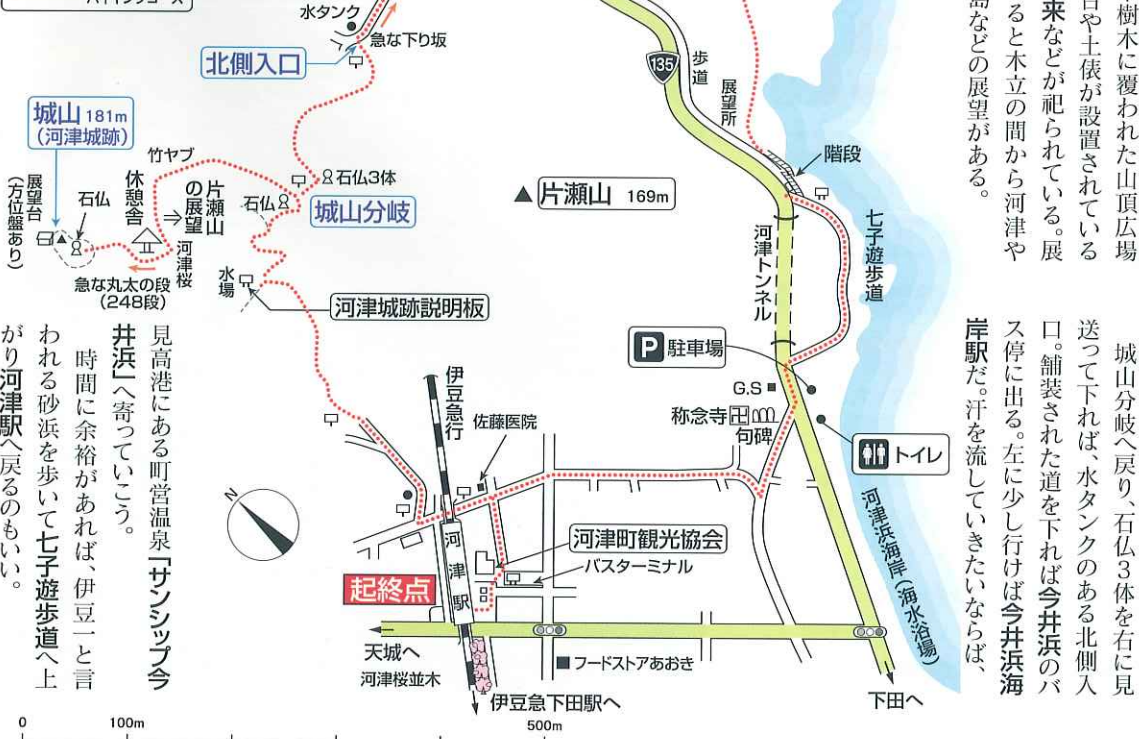 水タンク
急な下り坂
北側入口
城山 181m
(河津城跡)
竹ヤブ
展望台
(方位盤あり)
石仏
休憩舎
片瀬山
の展望
河津桜
急な丸太の段
(248段)
石仏3体
石仏
城山分岐
水場
河津城跡説明板
▲片瀬山 169m
135
歩道
展望所
階段
七子遊歩道
河津トンネル
P 駐車場
G.S
称念寺
句碑
トイレ
河津浜海岸(海水浴場)
伊豆急行
佐藤医院
N
河津町観光協会
バスターミナル
河津駅
起終点
天城へ
河津桜並木
フードストアあおき
伊豆急下田駅へ
下田へ
0 100m 500m
樹木に覆われた山頂広場
や土俵が設置されている
来などが祀られている。展
ると木立の間から河津や
島などの展望がある。
城山分岐へ戻り、石仏3体を右に見
送って下れば、水タンクのある北側入
口。舗装された道を下れば今井浜のバ
ス停に出る。左に少し行けば今井浜海
岸駅だ。汗を流していきたいならば、
見高港にある町営温泉「サンシップ今
井浜」へ寄っていこう。
時間に余裕があれば、伊豆一と言
われる砂浜を歩いて七子遊歩道へ上
がり河津駅へ戻るのもいい。